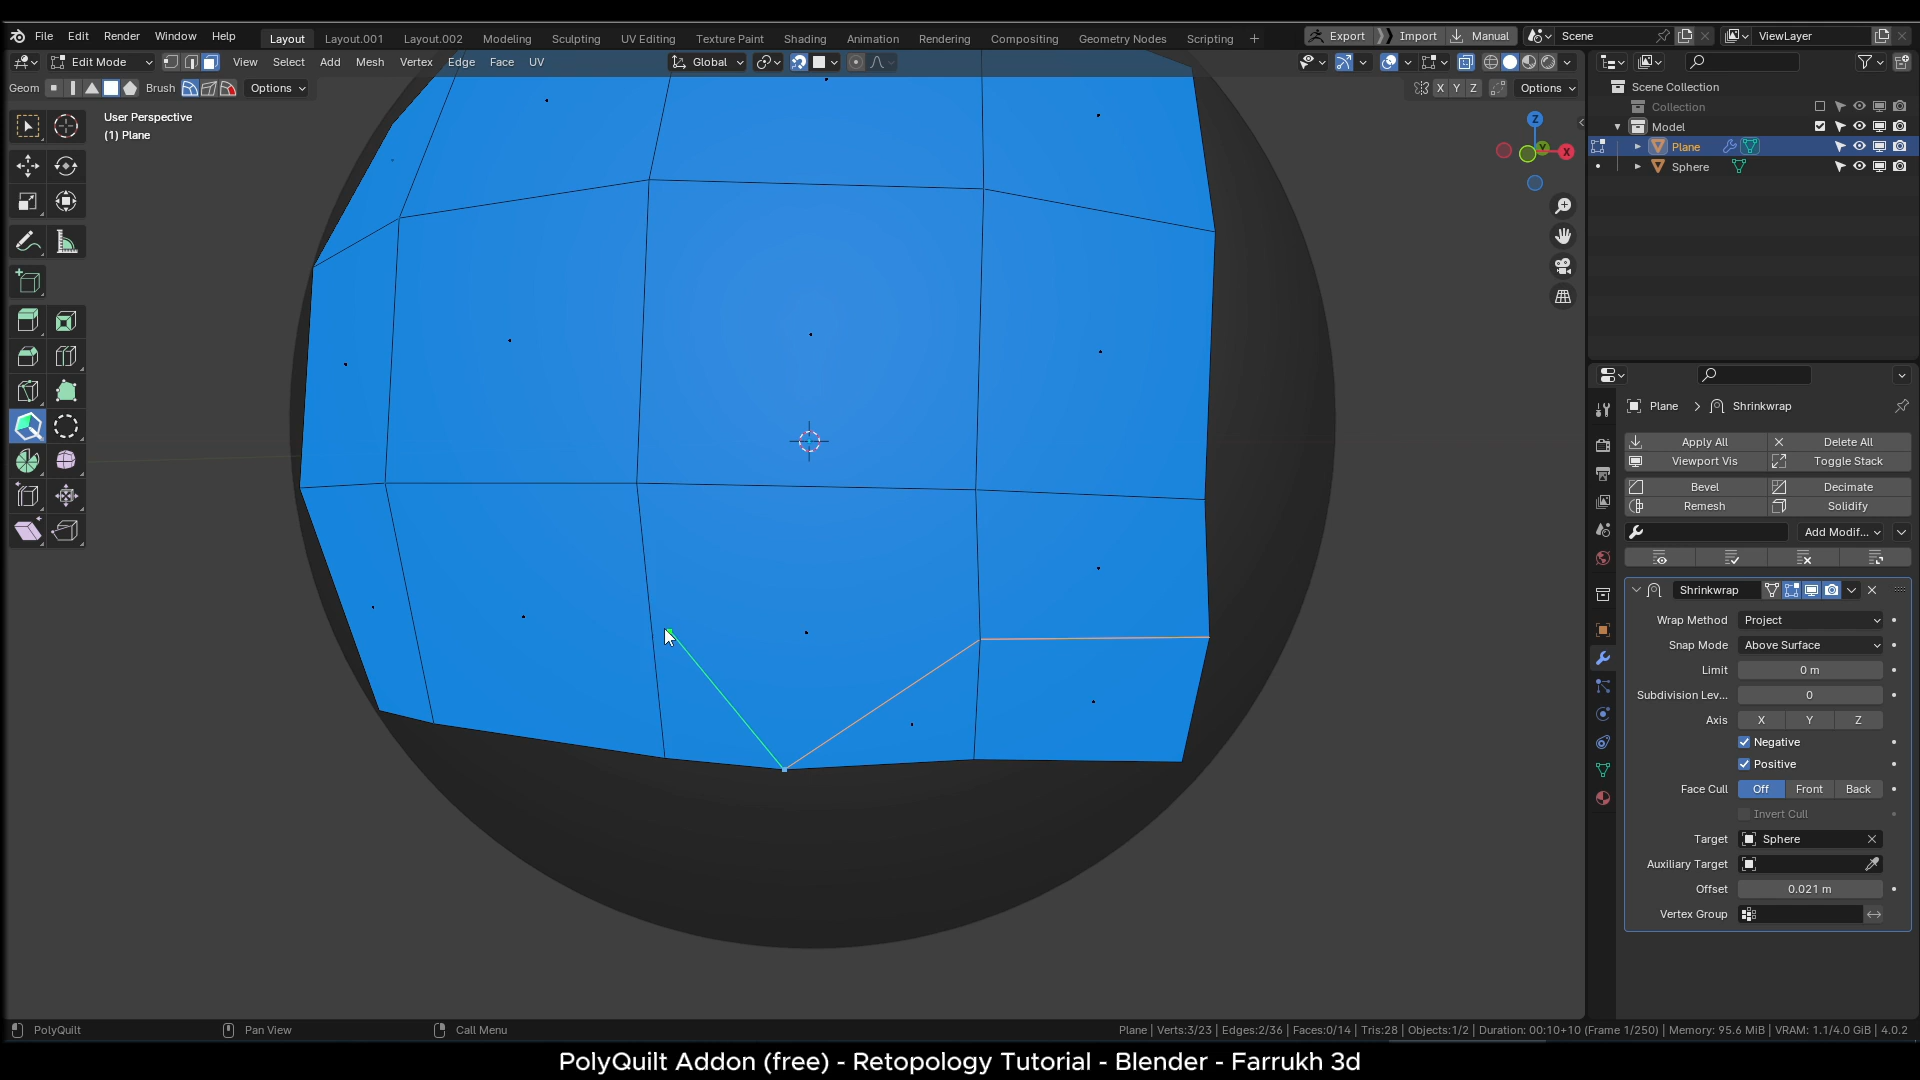 File Edit Render Window Help Layout Layout.001 Layout.002 Modeling Sculpting UV Editing Texture Paint Shading Animation Rendering Compositing Geometry Nodes Scripting + Export Import Manual Scene ViewLayer
Edit Mode View Select Add Mesh Vertex Edge Face UV Global
Geom Brush Options X Y Z Options
User Perspective
(1) Plane
Z
Y
X
Scene Collection
Collection
Model
Plane
Sphere
Plane > Shrinkwrap
Apply All Delete All
Viewport Vis Toggle Stack
Bevel Decimate
Remesh Solidify
Add Modif...
Shrinkwrap
Wrap Method Project
Snap Mode Above Surface
Limit 0 m
Subdivision Lev... 0
Axis X Y Z
Negative
Positive
Face Cull Off Front Back
Invert Cull
Target Sphere
Auxiliary Target
Offset 0.021 m
Vertex Group
PolyQuilt Pan View Call Menu Plane | Verts:3/23 | Edges:2/36 | Faces:0/14 | Tris:28 | Objects:1/2 | Duration: 00:10+10 (Frame 1/250) | Memory: 95.6 MiB | VRAM: 1.1/4.0 GiB | 4.0.2
PolyQuilt Addon (free) - Retopology Tutorial - Blender - Farrukh 3d